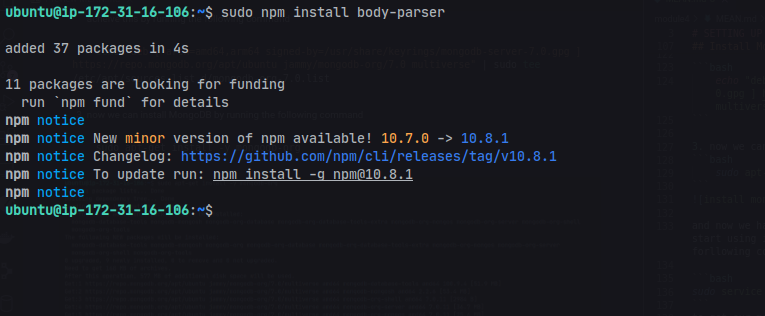 ubuntu@ip-172-31-16-106:~$ sudo npm install body-parser
added 37 packages in 4s
11 packages are looking for funding
  run `npm fund` for details
npm notice
npm notice New minor version of npm available! 10.7.0 -> 10.8.1
npm notice Changelog: https://github.com/npm/cli/releases/tag/v10.8.1
npm notice To update run: npm install -g npm@10.8.1
npm notice
ubuntu@ip-172-31-16-106:~$